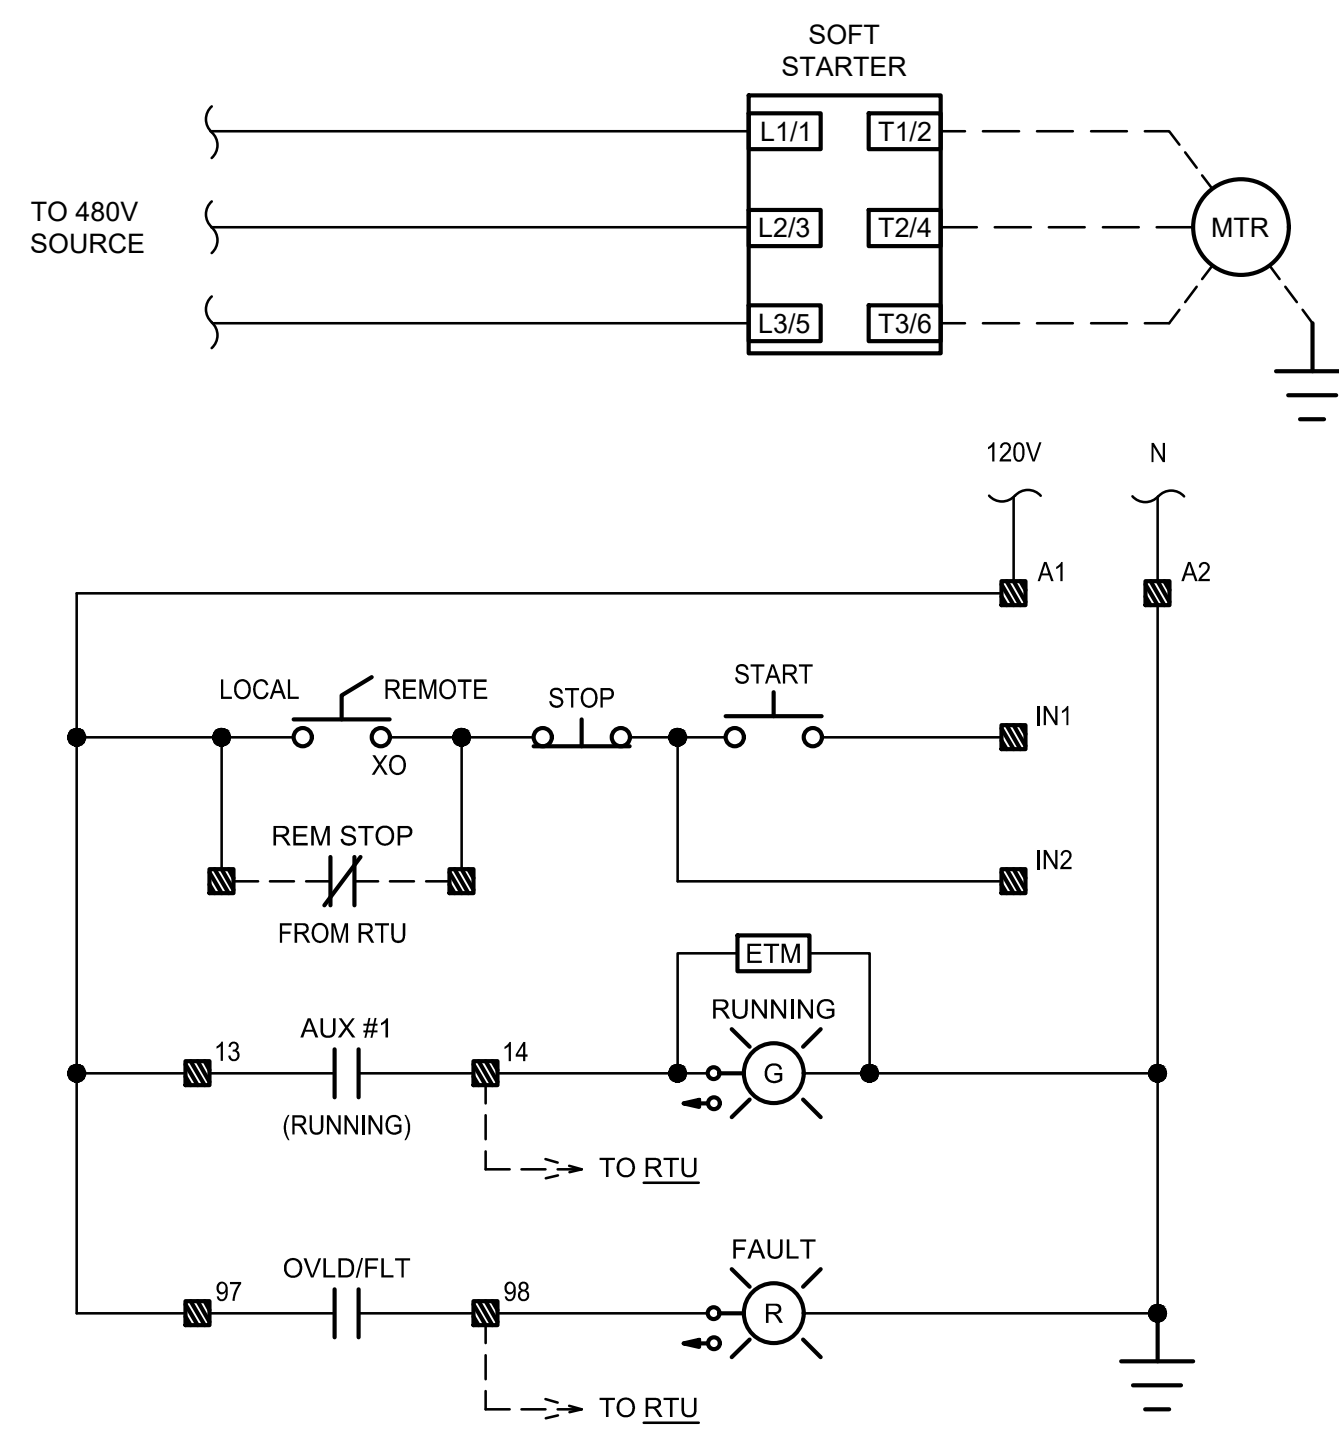 SOFT
STARTER
L1/1
T1/2
TO 480V
SOURCE
L2/3
T2/4
MTR
L3/5
T3/6
120V
N
A1
A2
LOCAL
REMOTE
STOP
START
IN1
XO
REM STOP
IN2
FROM RTU
ETM
RUNNING
AUX #1
13
14
G
(RUNNING)
TO RTU
FAULT
OVLD/FLT
97
98
R
TO RTU